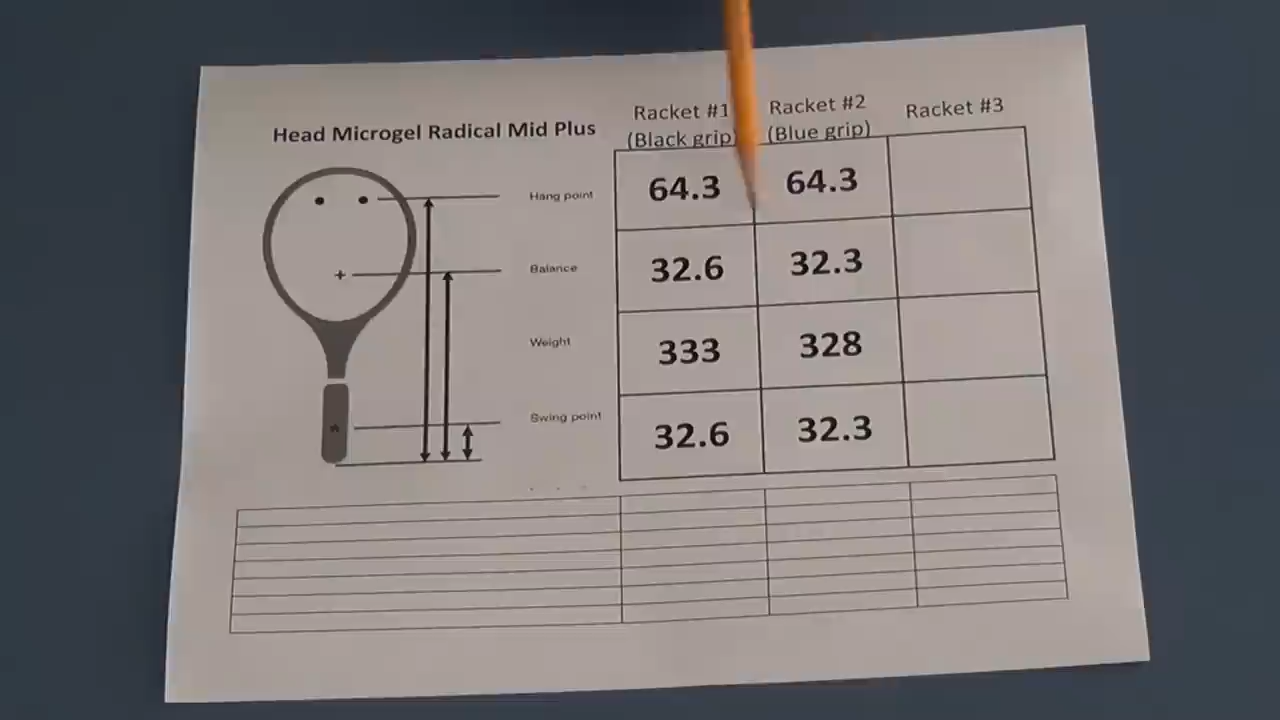 Head Microgel Radical Mid Plus
Racket #1
(Black grip)
Racket #2
(Blue grip)
Racket #3
Hang point 64.3 64.3
Balance 32.6 32.3
Weight 333 328
Swing point 32.6 32.3